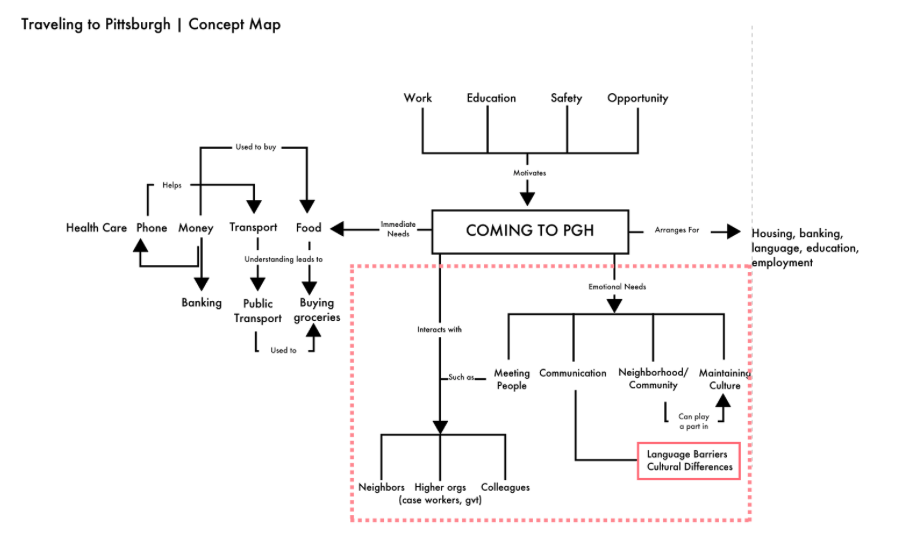 Traveling to Pittsburgh | Concept Map
Work
Education
Safety
Opportunity
Used to buy
Motivates
Helps
Health Care
Phone
Money
Transport
Food
Immediate
Needs
COMING TO PGH
Arranges For
Housing, banking,
language, education,
employment
Understanding leads to
Banking
Public
Transport
Buying
groceries
Used to
Emotional Needs
Interacts with
Such as
Meeting
People
Communication
Neighborhood/
Community
Maintaining
Culture
Can play
a part in
Language Barriers
Cultural Differences
Neighbors
Higher orgs
(case workers, gvt)
Colleagues